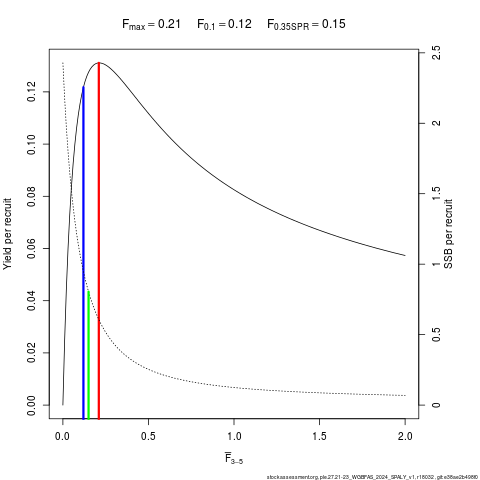 Fmax = 0.21 F0.1 = 0.12 F0.35SPR = 0.15
Yield per recruit
0.00 0.02 0.04 0.06 0.08 0.10 0.12
SSB per recruit
0 0.5 1 1.5 2 2.5
0.0 0.5 1.0 1.5 2.0
F̅3−5
stockassessment.org, ple.27.21-23_WGBFAS_2024_SPALY_v1, r18032